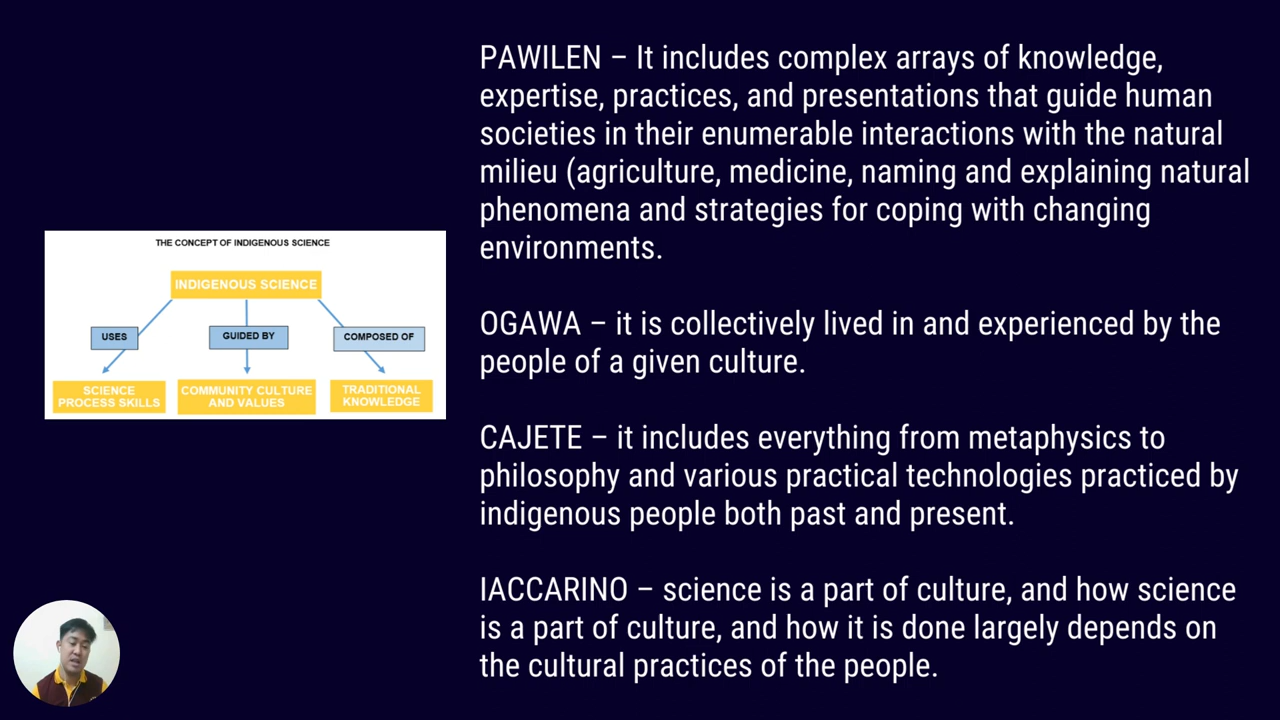 THE CONCEPT OF INDIGENOUS SCIENCE
INDIGENOUS SCIENCE
USES
GUIDED BY
COMPOSED OF
SCIENCE
PROCESS SKILLS
COMMUNITY CULTURE
AND VALUES
TRADITIONAL
KNOWLEDGE
PAWILEN – It includes complex arrays of knowledge,
expertise, practices, and presentations that guide human
societies in their enumerable interactions with the natural
milieu (agriculture, medicine, naming and explaining natural
phenomena and strategies for coping with changing
environments.
OGAWA – it is collectively lived in and experienced by the
people of a given culture.
CAJETE – it includes everything from metaphysics to
philosophy and various practical technologies practiced by
indigenous people both past and present.
IACCARINO – science is a part of culture, and how science
is a part of culture, and how it is done largely depends on
the cultural practices of the people.